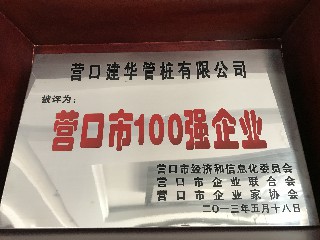 营口建华管桩有限公司
被评为：
营口市100强企业
营口市经济和信息化委员会
营口市企业联合会
营口市企业家协会
二〇一三年五月十八日